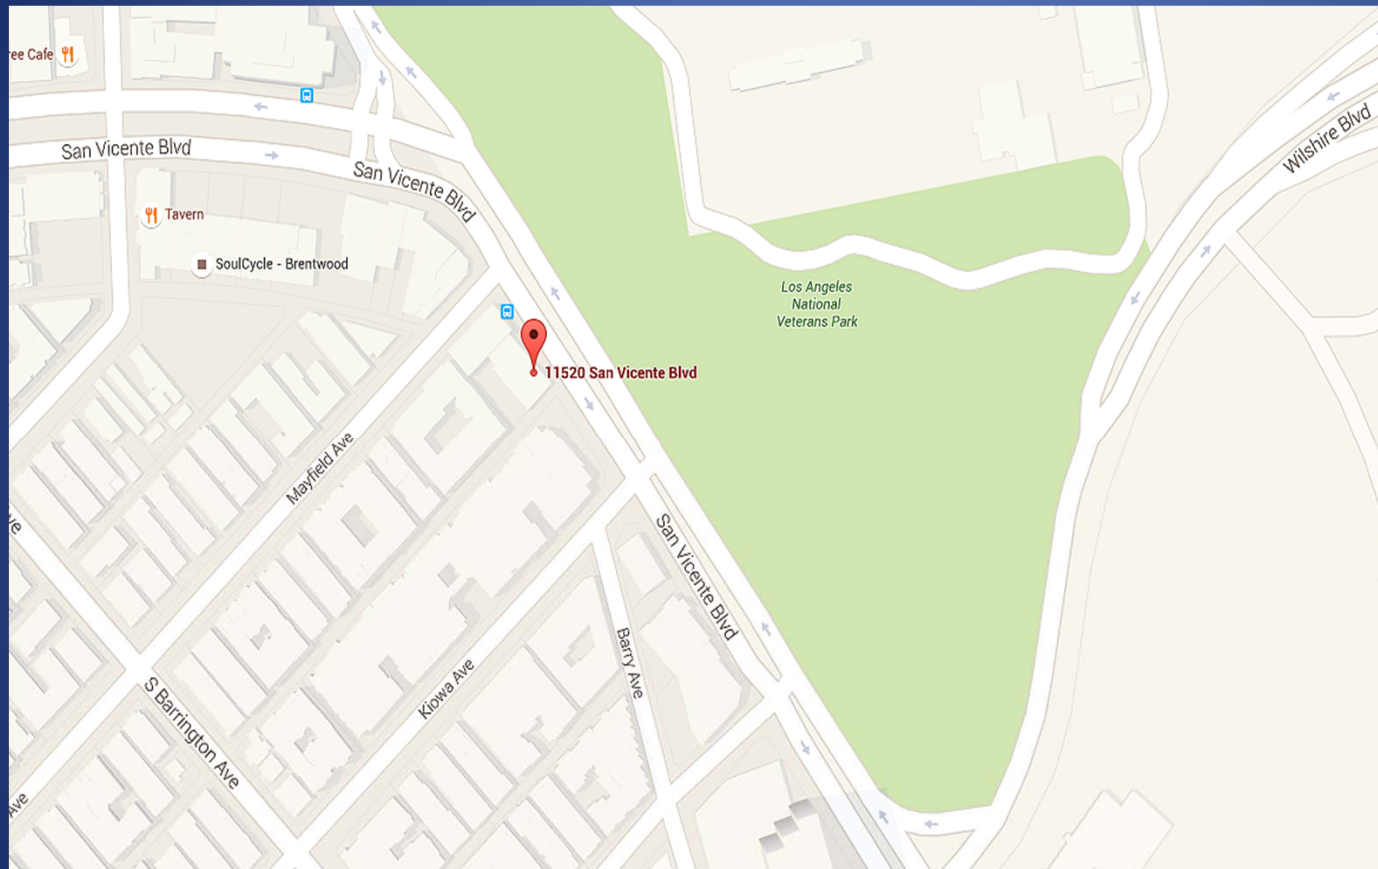 ree Cafe
San Vicente Blvd
San Vicente Blvd
Wilshire Blvd
Tavern
SoulCycle - Brentwood
Los Angeles
National
Veterans Park
11520 San Vicente Blvd
Mayfield Ave
San Vicente Blvd
Barry Ave
Kiowa Ave
S Barrington Ave
Ave